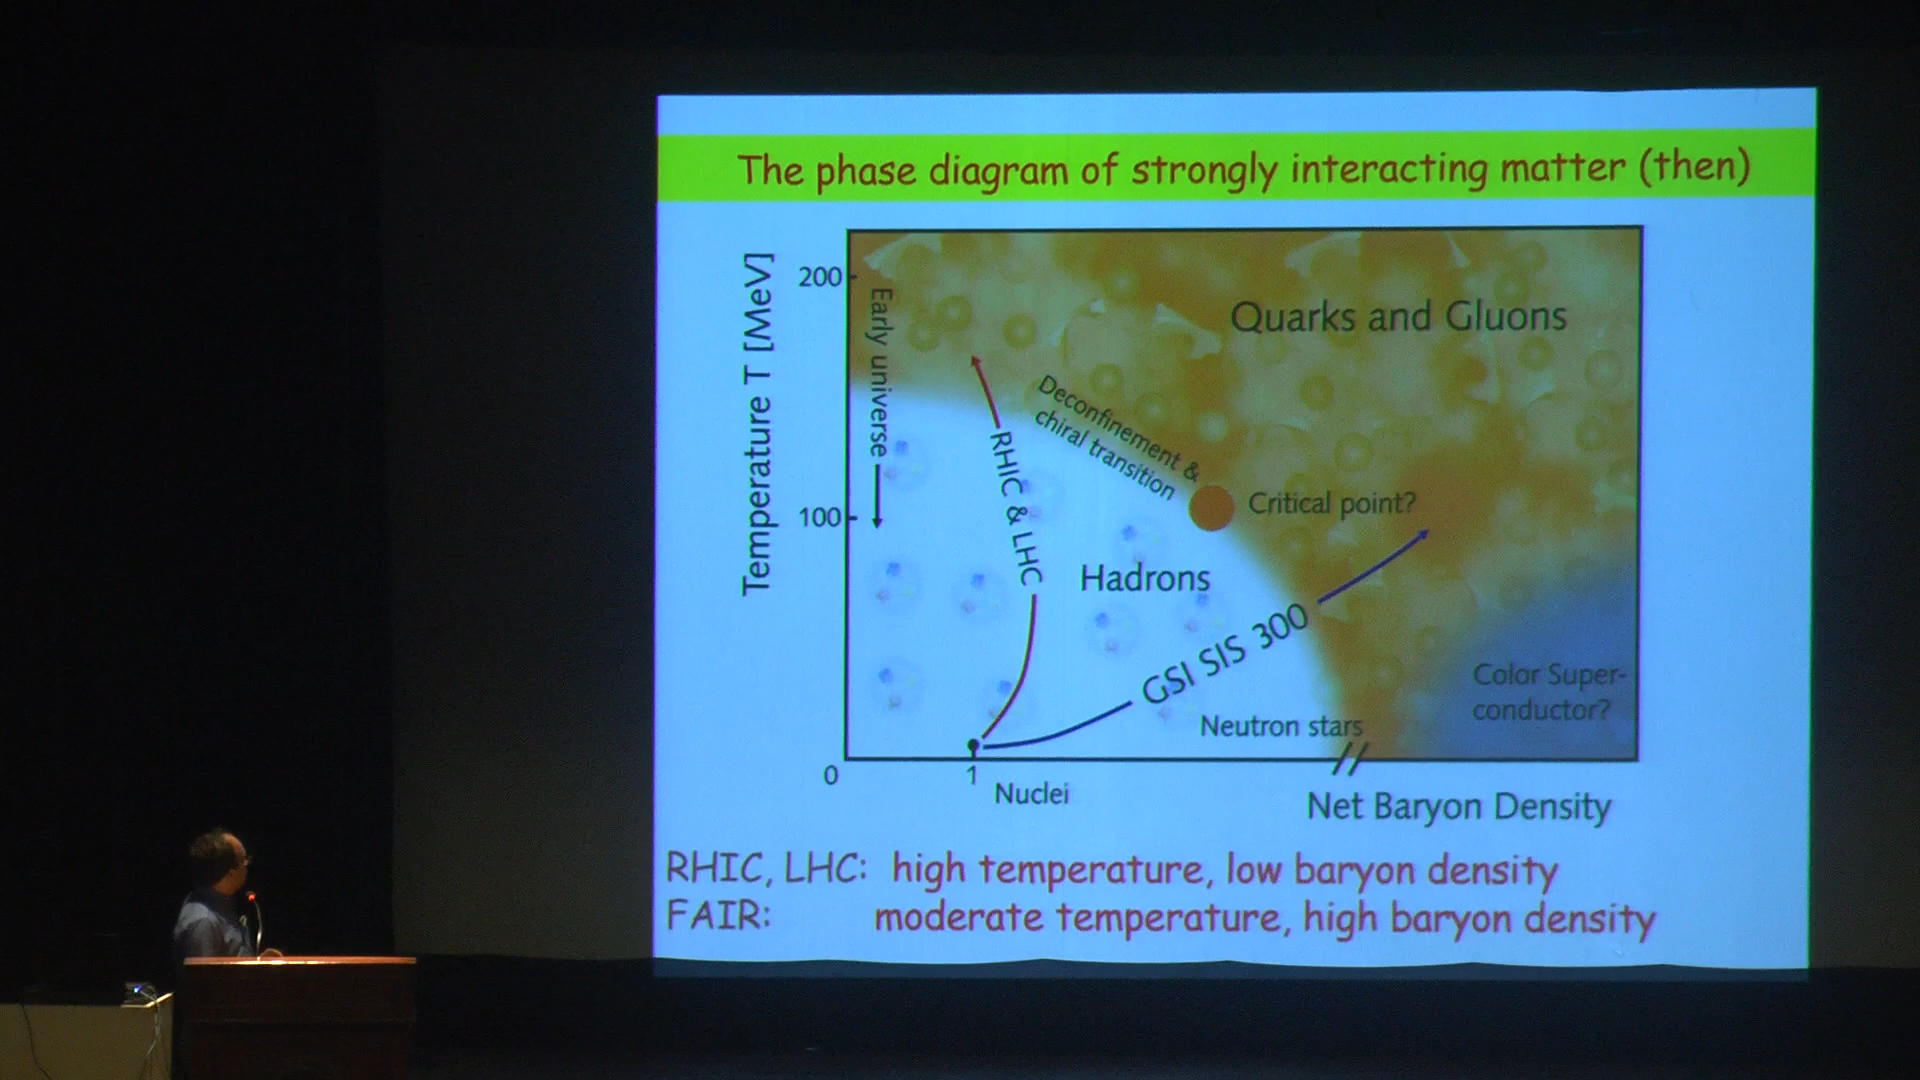 The phase diagram of strongly interacting matter (then)
Temperature T [MeV]
200
100
0
Early universe
RHIC & LHC
Deconfinement &
chiral transition
Quarks and Gluons
Critical point?
Hadrons
GSI SIS 300
Color Super-
conductor?
Neutron stars
1
Nuclei
Net Baryon Density
RHIC, LHC: high temperature, low baryon density
FAIR: moderate temperature, high baryon density